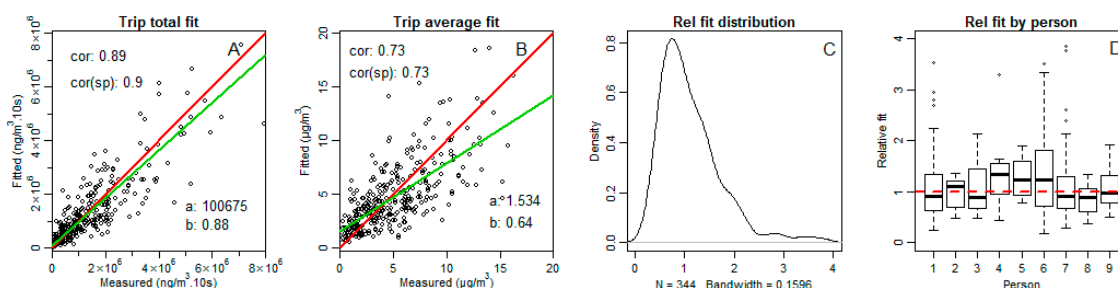 Trip total fit
A
cor: 0.89
cor(sp): 0.9
a: 100675
b: 0.88
Fitted (ng/m³.10s)
0
2×10⁶
4×10⁶
6×10⁶
8×10⁶
0
2×10⁶
4×10⁶
6×10⁶
8×10⁶
Measured (ng/m³.10s)
Trip average fit
B
cor: 0.73
cor(sp): 0.73
a: 1.534
b: 0.64
Fitted (µg/m³)
0
5
10
15
20
0
5
10
15
20
Measured (µg/m³)
Rel fit distribution
C
Density
0.0
0.2
0.4
0.6
0.8
0
1
2
3
4
N = 344 Bandwidth = 0.1596
Rel fit by person
D
Relative fit
0
1
2
3
4
1
2
3
4
5
6
7
8
9
Person